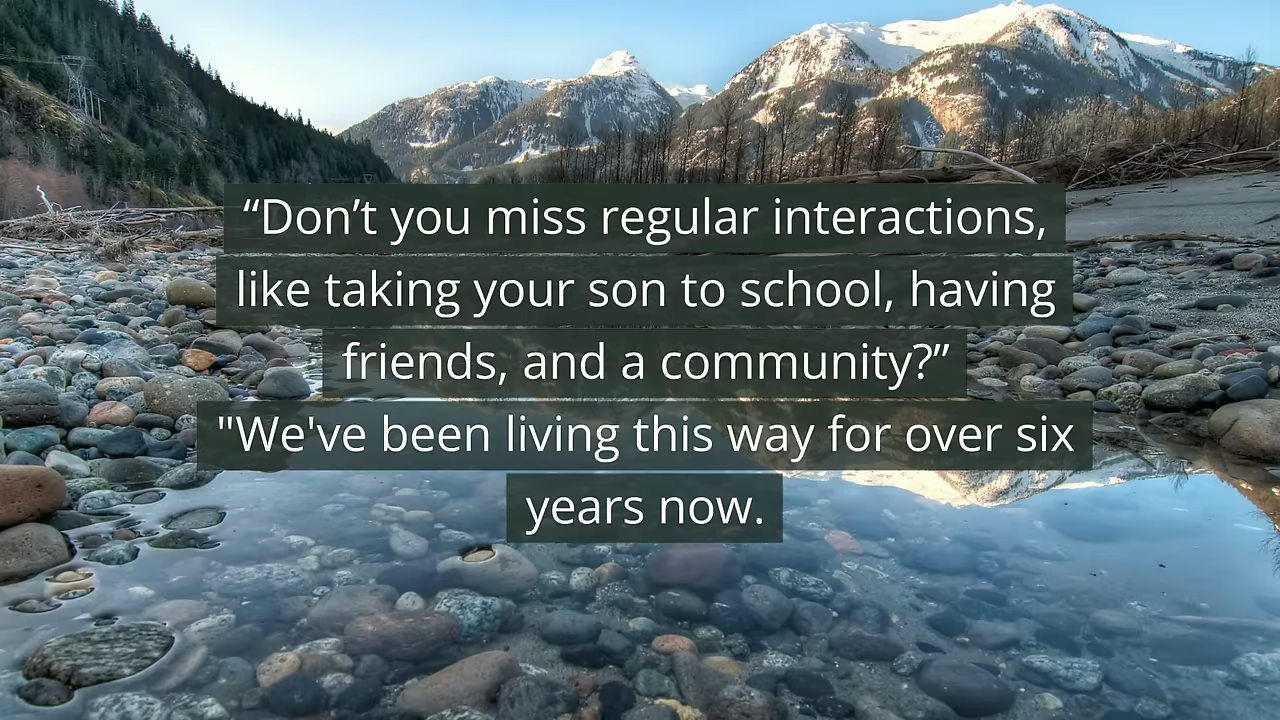 “Don’t you miss regular interactions,
like taking your son to school, having
friends, and a community?”
"We've been living this way for over six
years now.